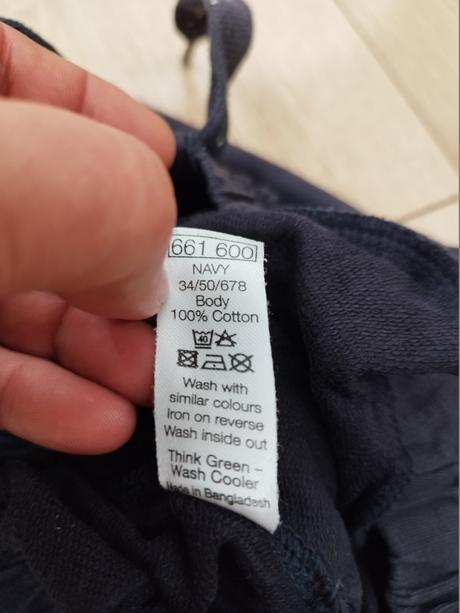 661 600
NAVY
34/50/678
Body
100% Cotton
40
Wash with
similar colours
Iron on reverse
Wash inside out
Think Green –
Wash Cooler
Made in Bangladesh